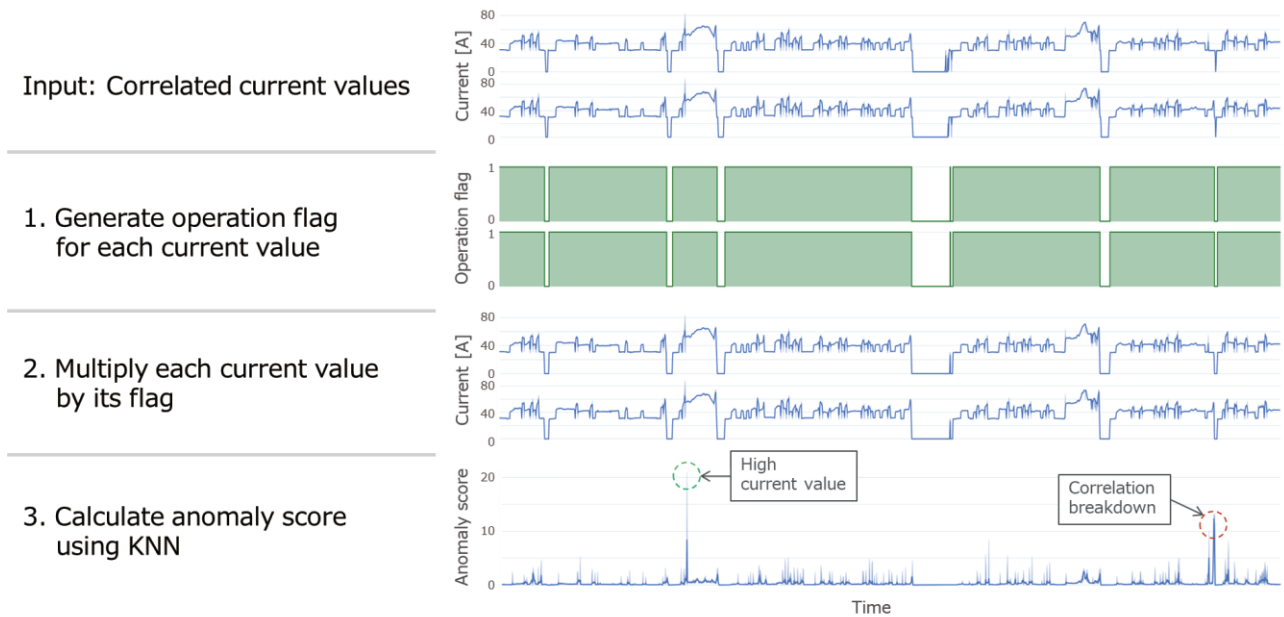 Input: Correlated current values
Current [A]
80
40
0
80
40
0
1. Generate operation flag
for each current value
Operation flag
1
0
1
0
2. Multiply each current value
by its flag
Current [A]
80
40
0
80
40
0
3. Calculate anomaly score
using KNN
Anomaly score
20
10
0
High
current value
Correlation
breakdown
Time